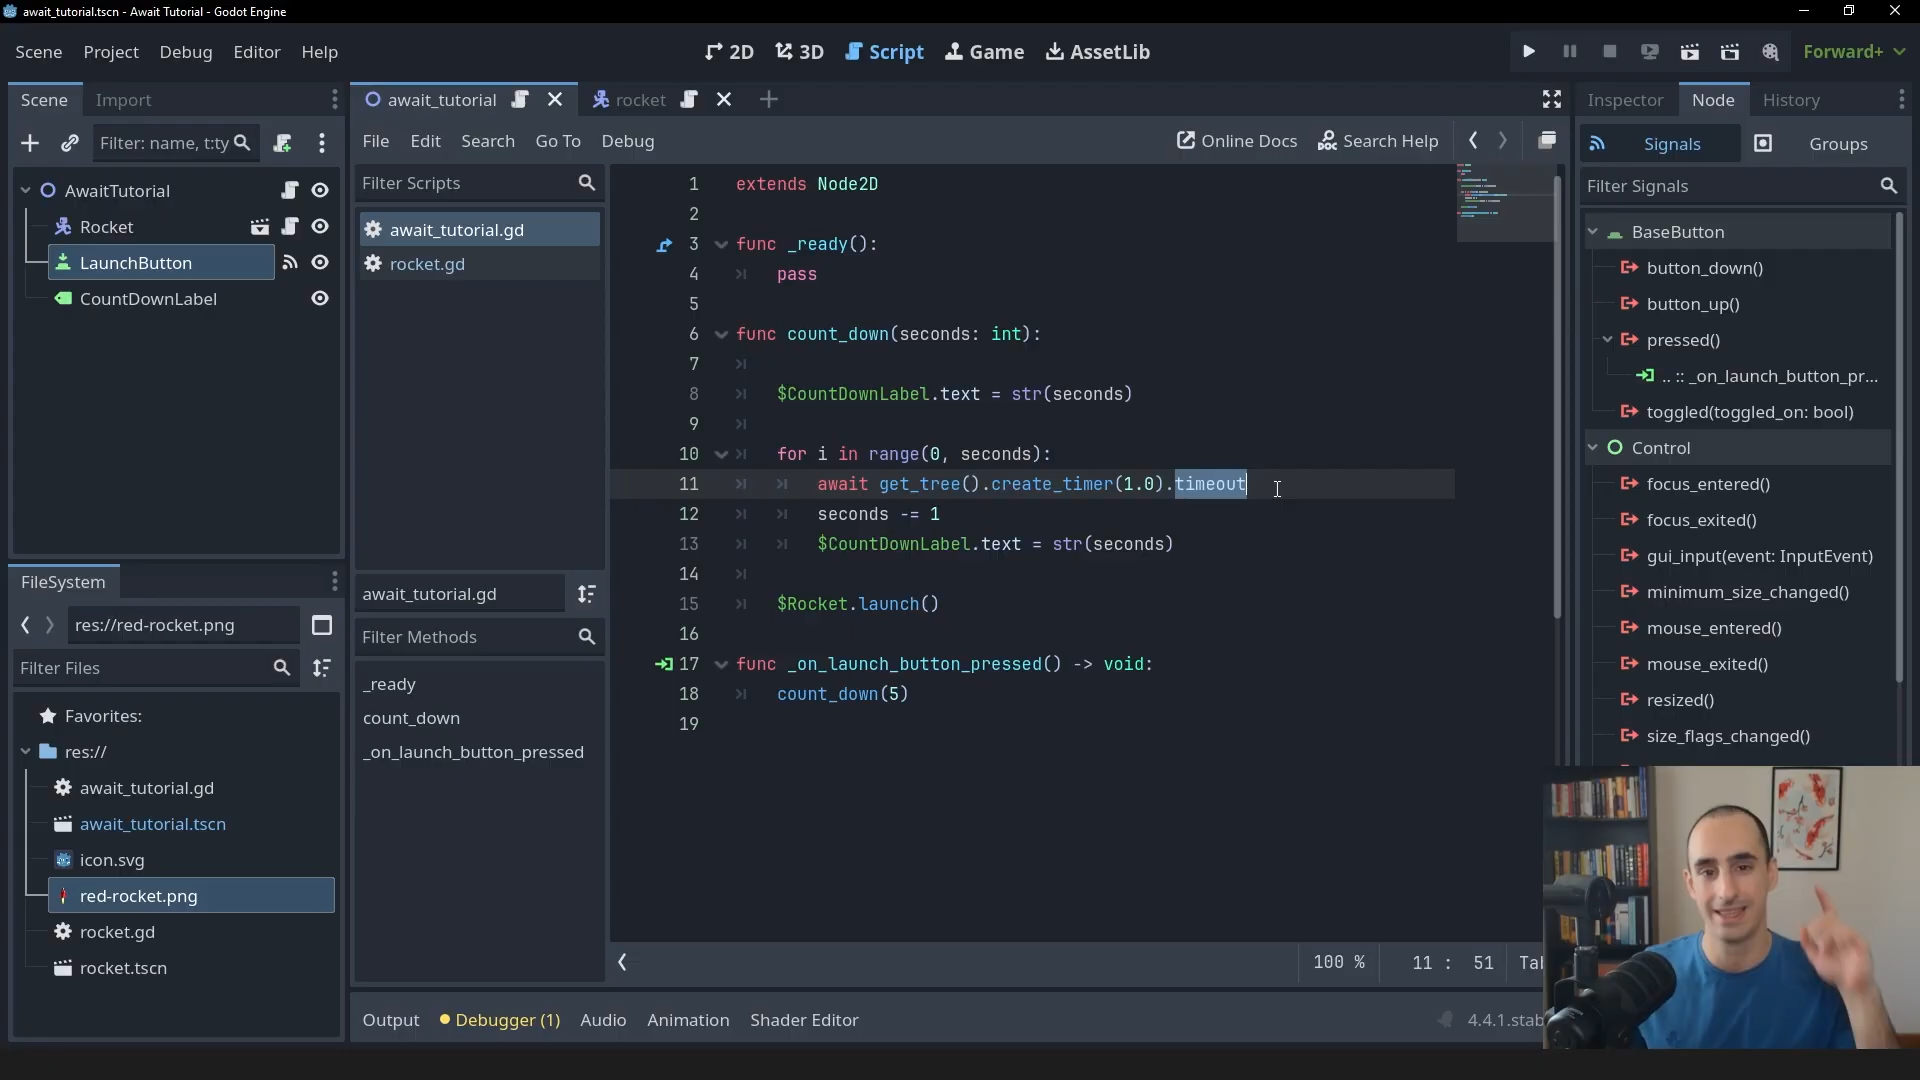 await_tutorial.tscn - Await Tutorial - Godot Engine
Scene Project Debug Editor Help
2D 3D Script Game AssetLib
Forward+
Scene Import
await_tutorial
rocket
Inspector Node History
Filter: name, t:ty
File Edit Search Go To Debug
Online Docs Search Help
Signals Groups
AwaitTutorial
Rocket
LaunchButton
CountDownLabel
Filter Scripts
await_tutorial.gd
rocket.gd
await_tutorial.gd
Filter Methods
_ready
count_down
_on_launch_button_pressed
1 extends Node2D
2
3 func _ready():
4 pass
5
6 func count_down(seconds: int):
7
8 $CountDownLabel.text = str(seconds)
9
10 for i in range(0, seconds):
11 await get_tree().create_timer(1.0).timeout
12 seconds -= 1
13 $CountDownLabel.text = str(seconds)
14
15 $Rocket.launch()
16
17 func _on_launch_button_pressed() -> void:
18 count_down(5)
19
100 % 11 : 51 Tab
Filter Signals
BaseButton
button_down()
button_up()
pressed()
.. :: _on_launch_button_pr...
toggled(toggled_on: bool)
Control
focus_entered()
focus_exited()
gui_input(event: InputEvent)
minimum_size_changed()
mouse_entered()
mouse_exited()
resized()
size_flags_changed()
FileSystem
res://red-rocket.png
Filter Files
Favorites:
res://
await_tutorial.gd
await_tutorial.tscn
icon.svg
red-rocket.png
rocket.gd
rocket.tscn
Output Debugger (1) Audio Animation Shader Editor
4.4.1.stab